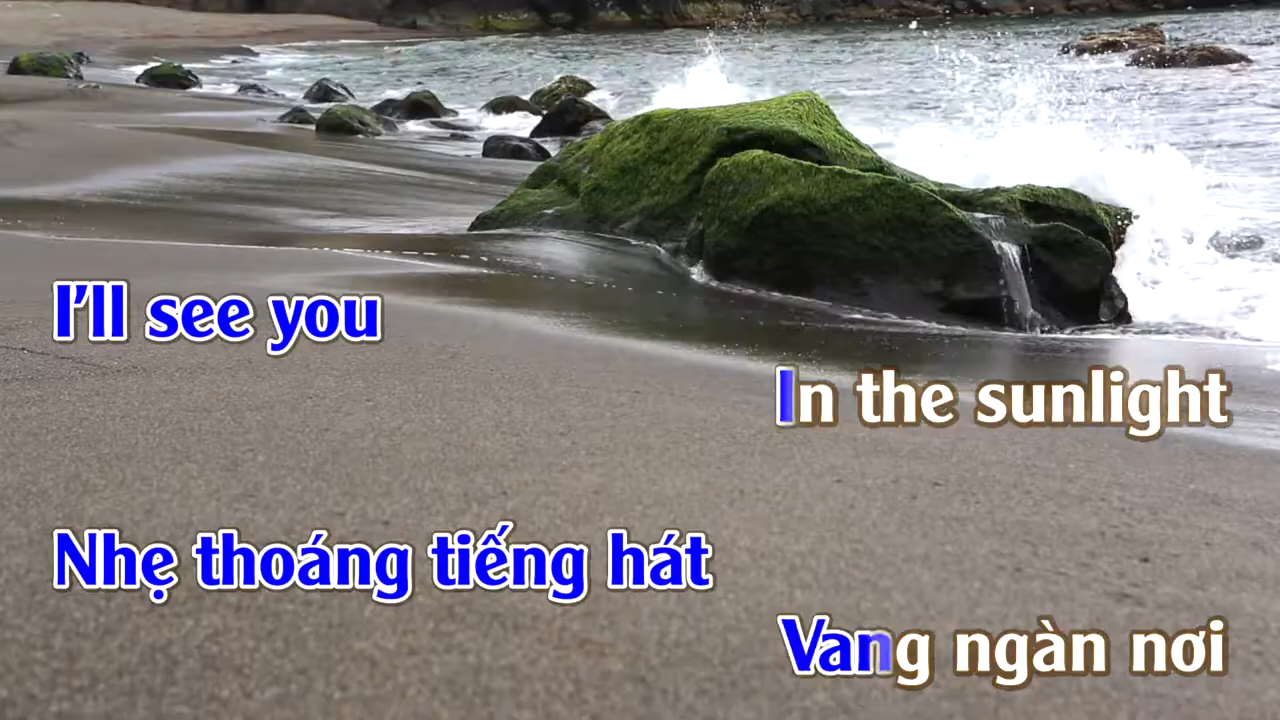 I'll see you
In the sunlight
Nhẹ thoáng tiếng hát
Vang ngàn nơi